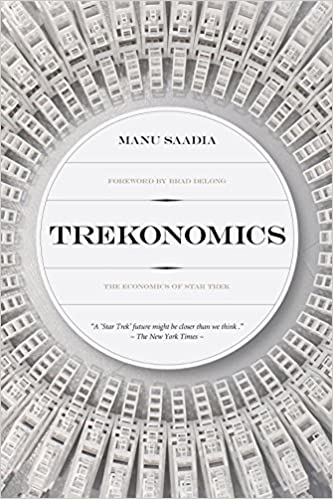 MANU SAADIA
FOREWORD BY BRAD DELONG
TREKONOMICS
THE ECONOMICS OF STAR TREK
"A 'Star Trek' future might be closer than we think.."
– The New York Times –